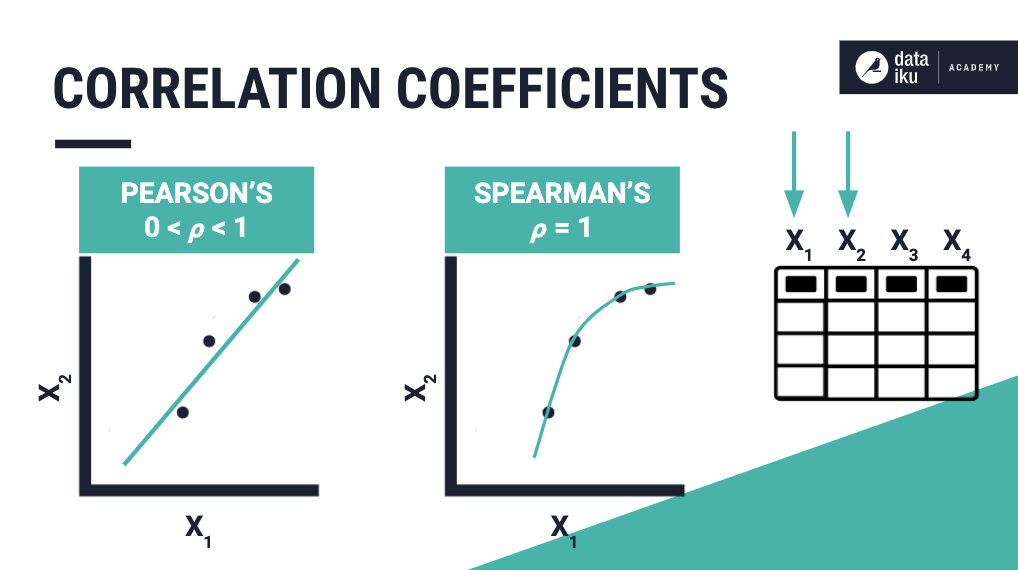 CORRELATION COEFFICIENTS
data
iku
ACADEMY
PEARSON’S
0 < ρ < 1
SPEARMAN’S
ρ = 1
X₁ X₂ X₃ X₄
X₂
X₁
X₂
X₁